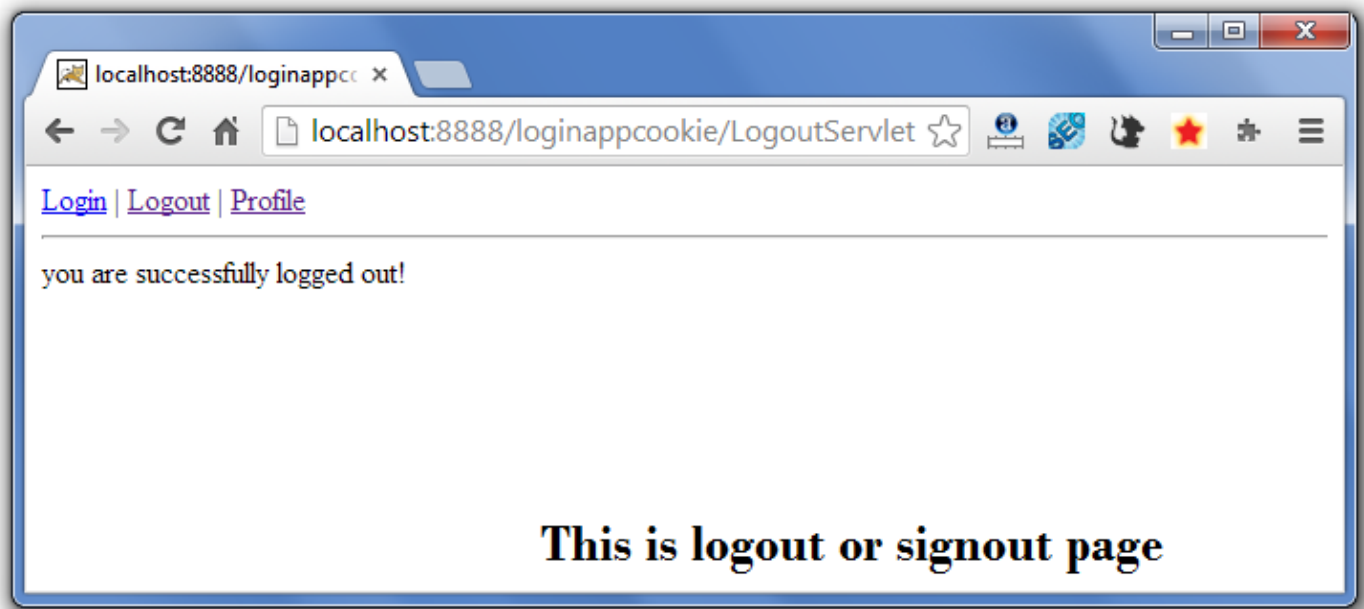 localhost:8888/loginappcc
localhost:8888/loginappcookie/LogoutServlet
Login | Logout | Profile
you are successfully logged out!
This is logout or signout page